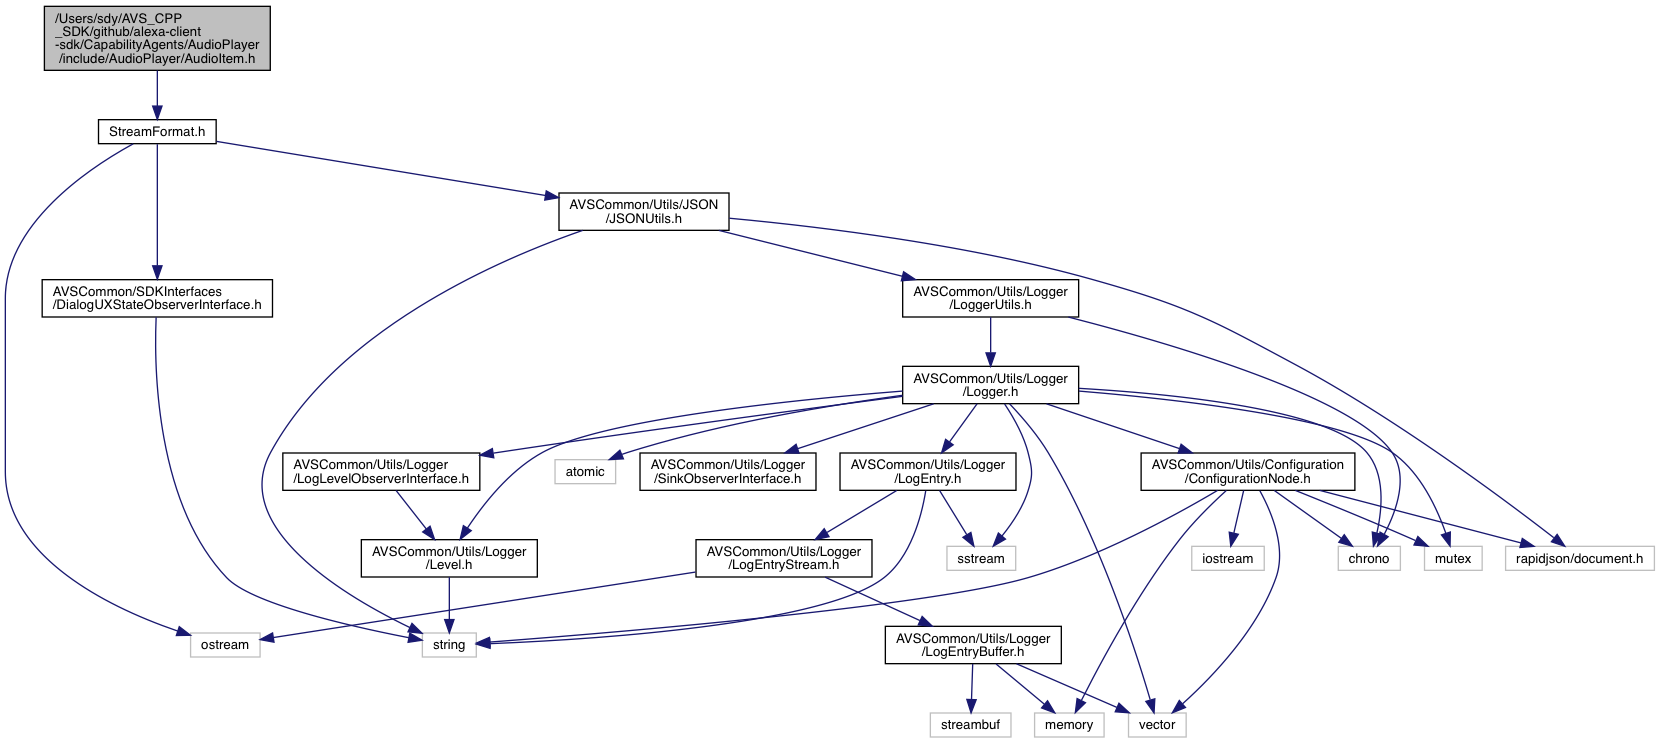 /Users/sdy/AVS_CPP
_SDK/github/alexa-client
-sdk/CapabilityAgents/AudioPlayer
/include/AudioPlayer/AudioItem.h
StreamFormat.h
AVSCommon/Utils/JSON
/JSONUtils.h
AVSCommon/SDKInterfaces
/DialogUXStateObserverInterface.h
AVSCommon/Utils/Logger
/LoggerUtils.h
AVSCommon/Utils/Logger
/Logger.h
AVSCommon/Utils/Logger
/LogLevelObserverInterface.h
atomic
AVSCommon/Utils/Logger
/SinkObserverInterface.h
AVSCommon/Utils/Logger
/LogEntry.h
AVSCommon/Utils/Configuration
/ConfigurationNode.h
AVSCommon/Utils/Logger
/Level.h
AVSCommon/Utils/Logger
/LogEntryStream.h
sstream
iostream
chrono
mutex
rapidjson/document.h
ostream
string
AVSCommon/Utils/Logger
/LogEntryBuffer.h
streambuf
memory
vector